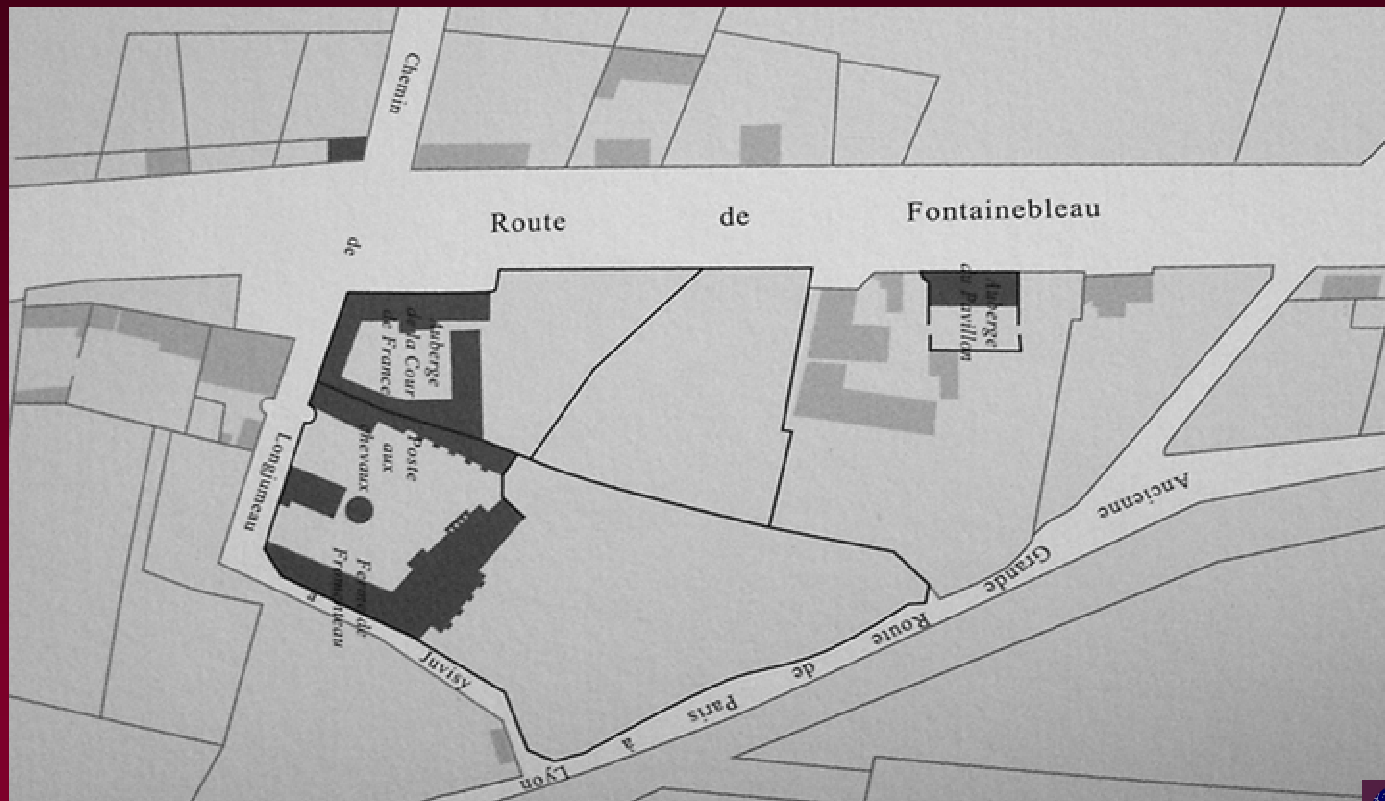 Chemin
de
Longjumeau
à
Juvisy
Route de Fontainebleau
Auberge
de la Cour
de France
Auberge
du Pavillon
Poste
aux
chevaux
Ferme de
Fromenteau
Ancienne Grande Route de Paris à Lyon